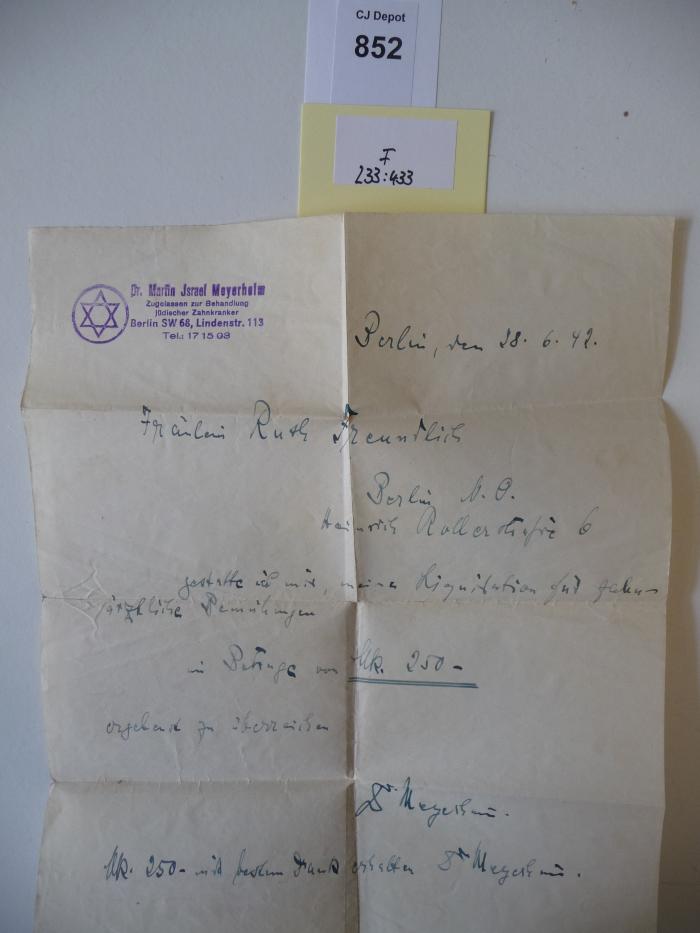 CJ Depot
852
F
233:433
Dr. Martin Jsrael Meyerheim
Zugelassen zur Behandlung
jüdischer Zahnkranker
Berlin SW 68, Lindenstr. 113
Tel.: 17 15 03
Berlin, den 28. 6. 42.
Fräulein Ruth Freundlich
Berlin N.O.
Heinrich Rollerstraße 6
gestatte ich mir, meine Liquidation für zahn-
ärztliche Bemühungen
im Betrage von Mk. 250-
ergebenst zu überreichen
Dr Meyerheim.
Mk. 250- mit bestem Dank erhalten Dr Meyerheim.